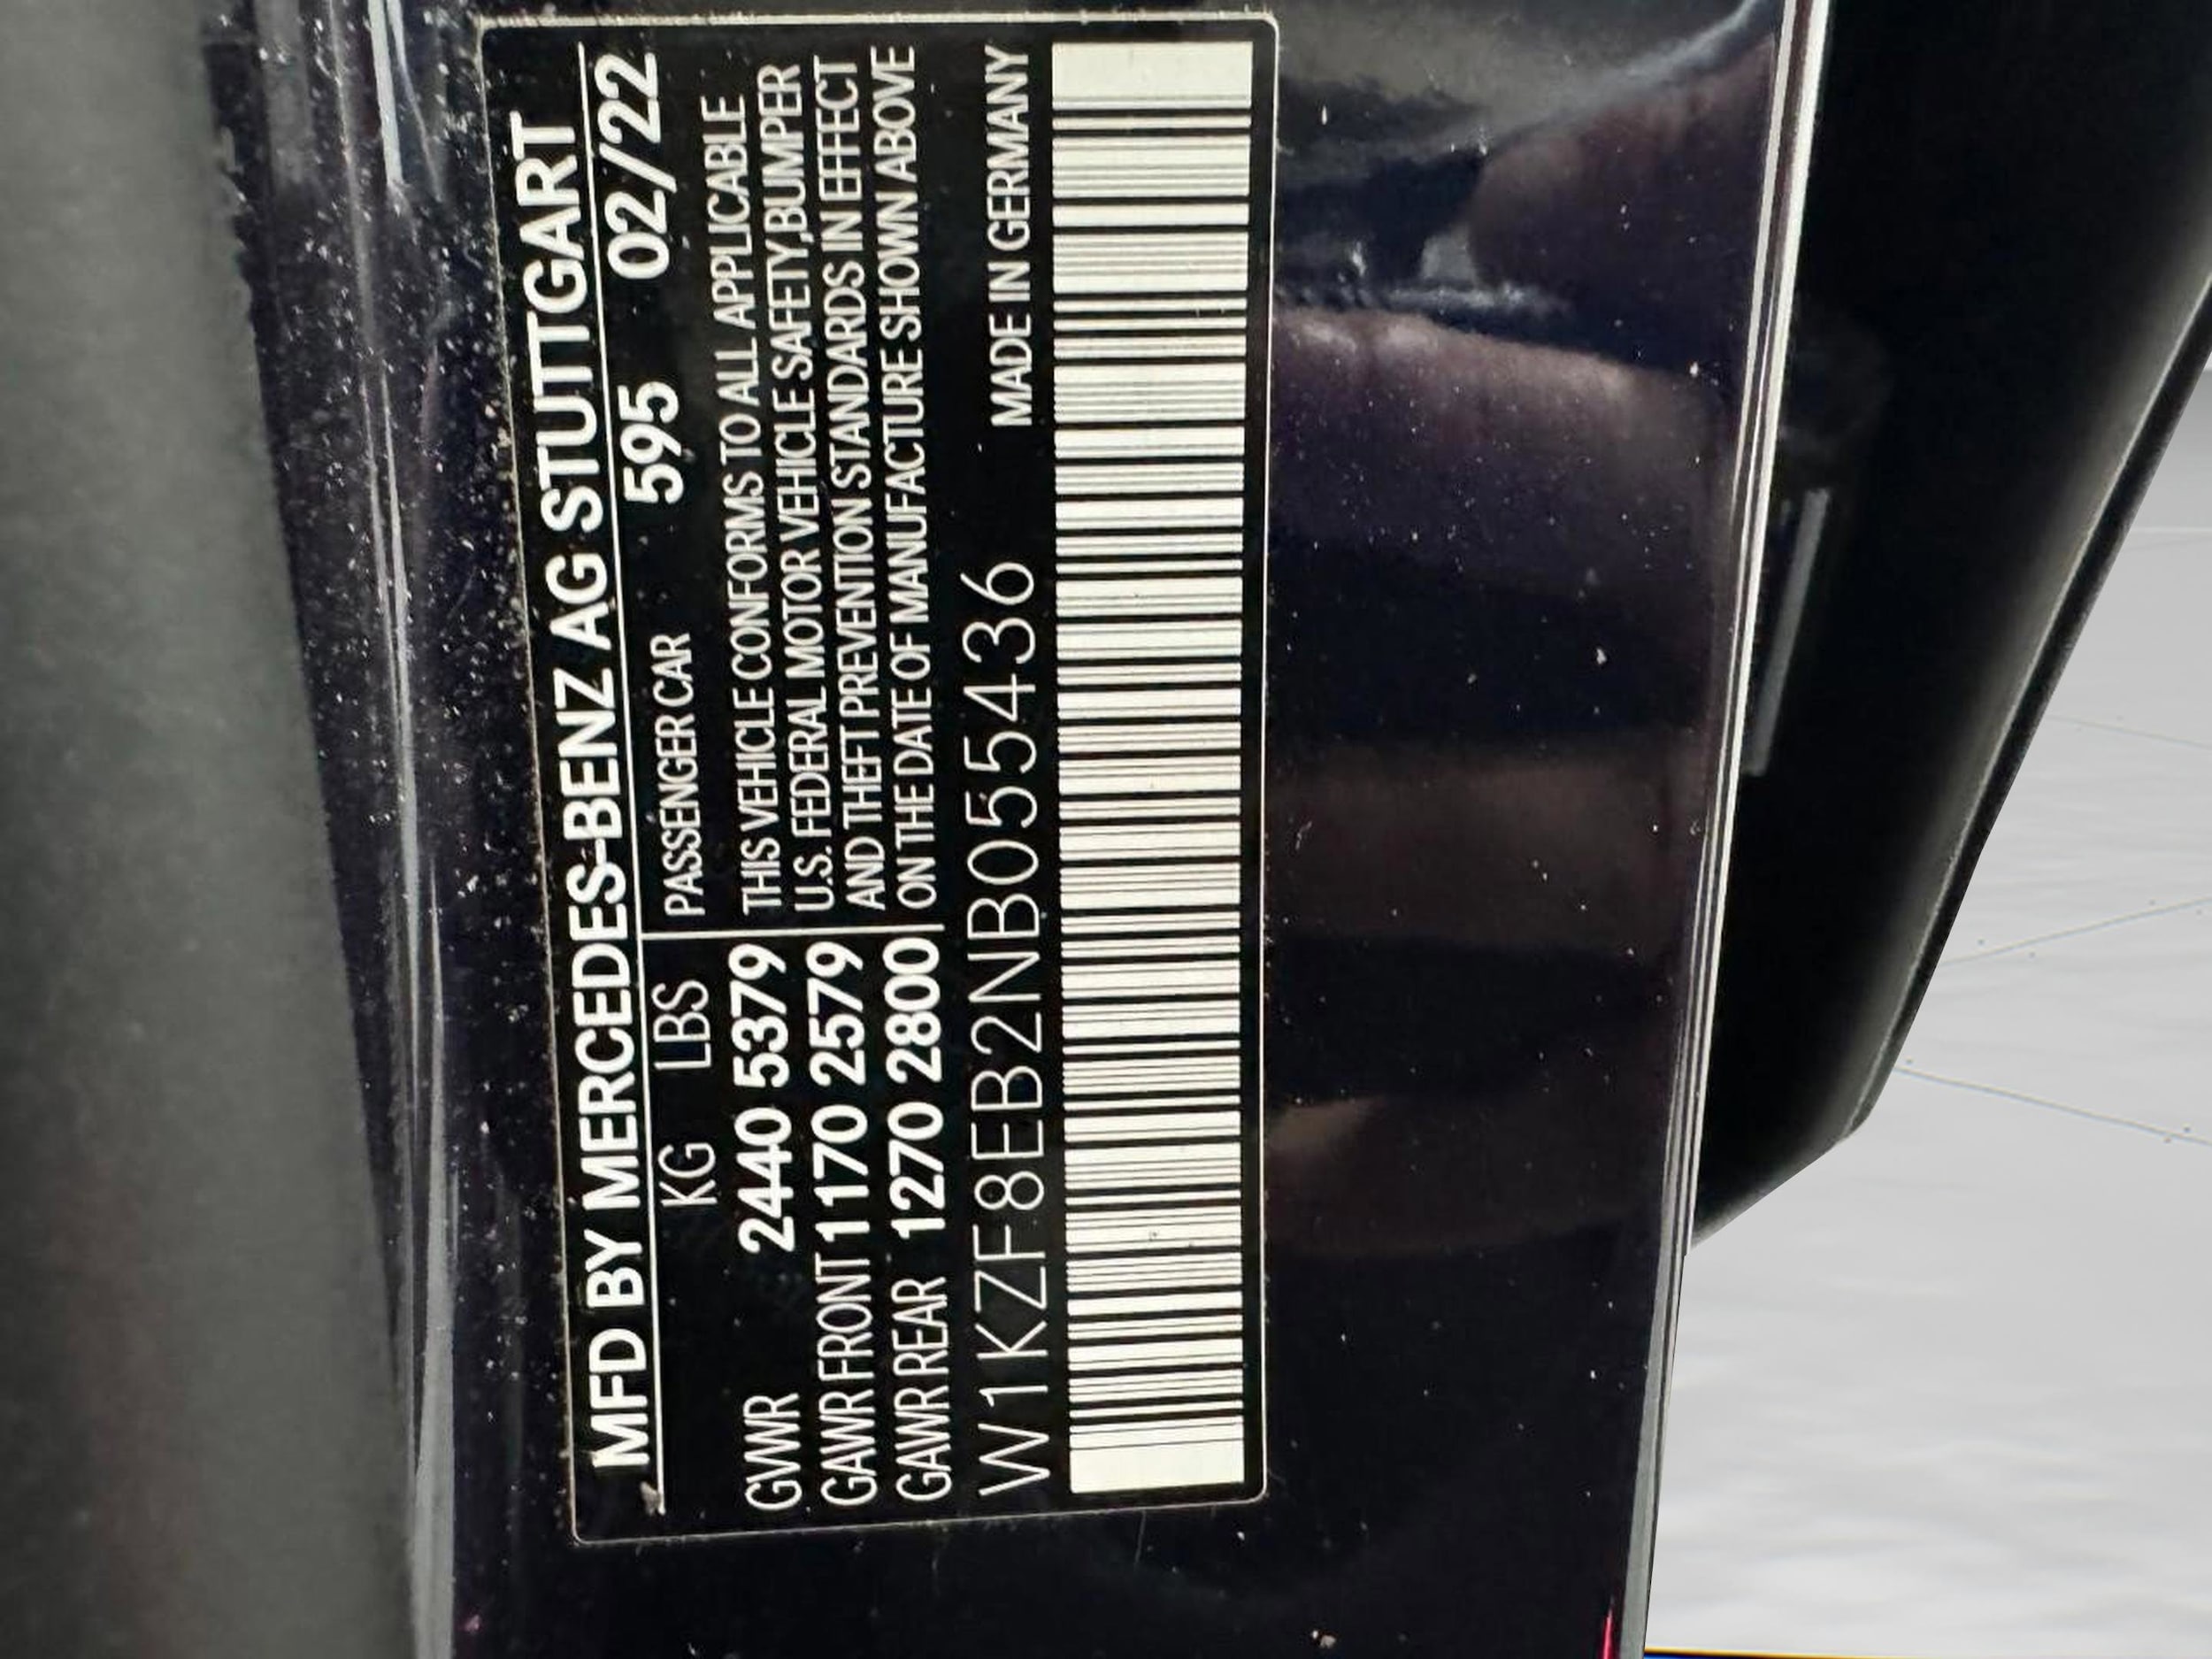 MFD BY MERCEDES-BENZ AG STUTTGART
KG LBS PASSENGER CAR 595 02/22
GVWR 2440 5379 THIS VEHICLE CONFORMS TO ALL APPLICABLE
GAWR FRONT 1170 2579 U.S. FEDERAL MOTOR VEHICLE SAFETY,BUMPER
GAWR REAR 1270 2800 AND THEFT PREVENTION STANDARDS IN EFFECT
ON THE DATE OF MANUFACTURE SHOWN ABOVE
W1KZF8EB2NB055436 MADE IN GERMANY